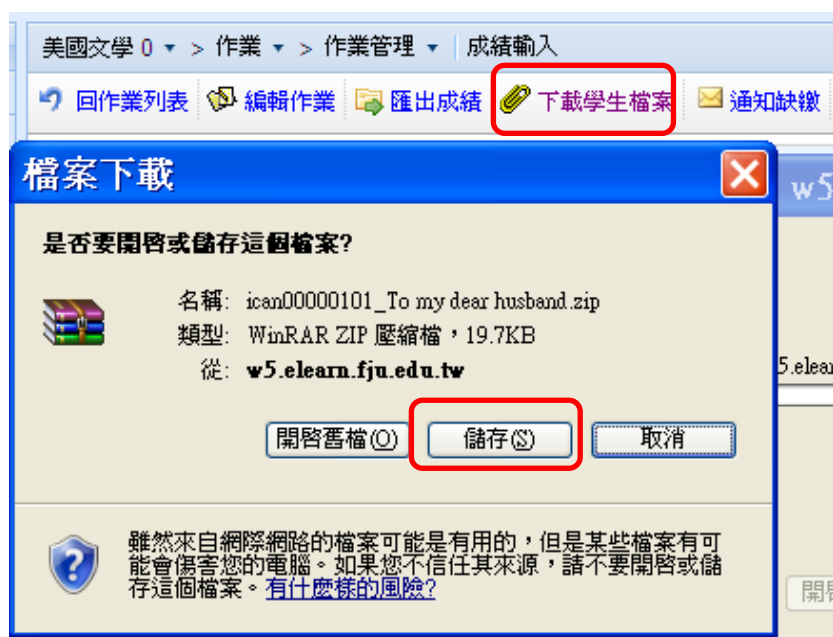 美國文學 0 ▾ > 作業 ▾ > 作業管理 ▾ | 成績輸入
回作業列表 編輯作業 匯出成績 下載學生檔案 通知缺繳
檔案下載
w5
是否要開啓或儲存這個檔案?
名稱: ican00000101_To my dear husband.zip
類型: WinRAR ZIP 壓縮檔，19.7KB
從: w5.elearn.fju.edu.tw
5.elear
開啓舊檔(O) 儲存(S) 取消
雖然來自網際網路的檔案可能是有用的，但是某些檔案有可
能會傷害您的電腦。如果您不信任其來源，請不要開啓或儲
存這個檔案。有什麼樣的風險?
開